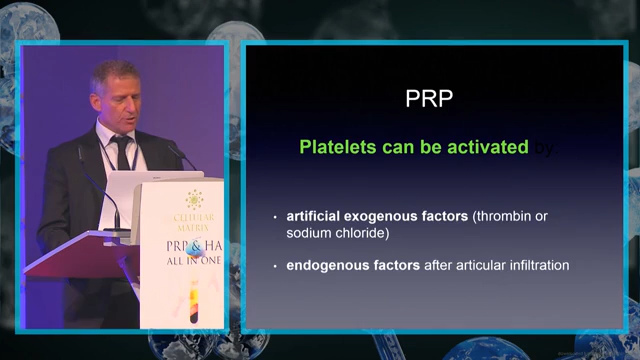 CELLULAR
MATRIX
PRP & HA
ALL IN ONE
PRP
Platelets can be activated by
• artificial exogenous factors (thrombin or
sodium chloride)
• endogenous factors after articular infiltration